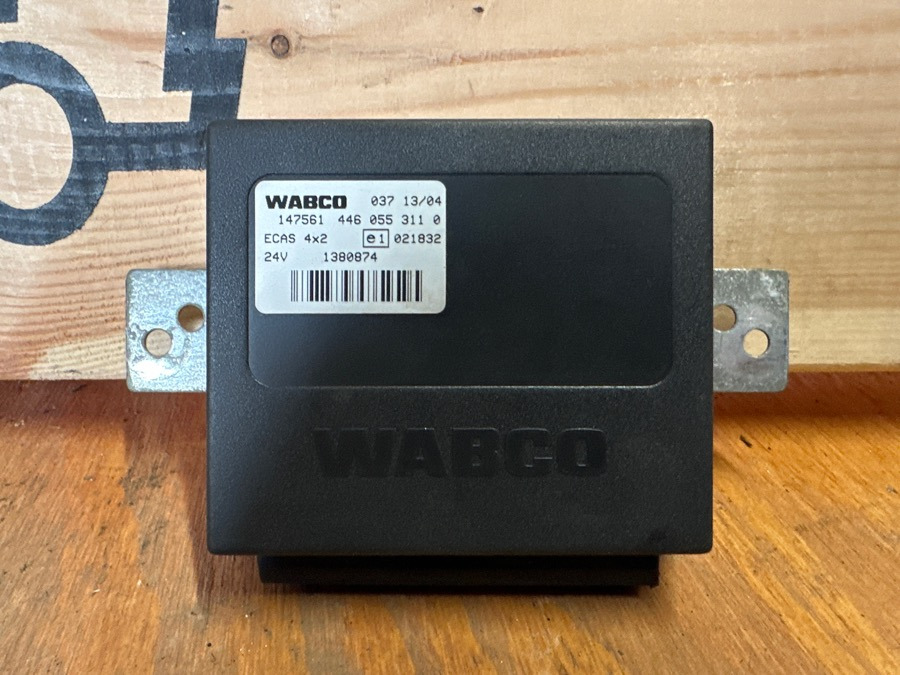 WABCO 037 13/04
147561 446 055 311 0
ECAS 4x2 e1 021832
24V 1380874
WABCO